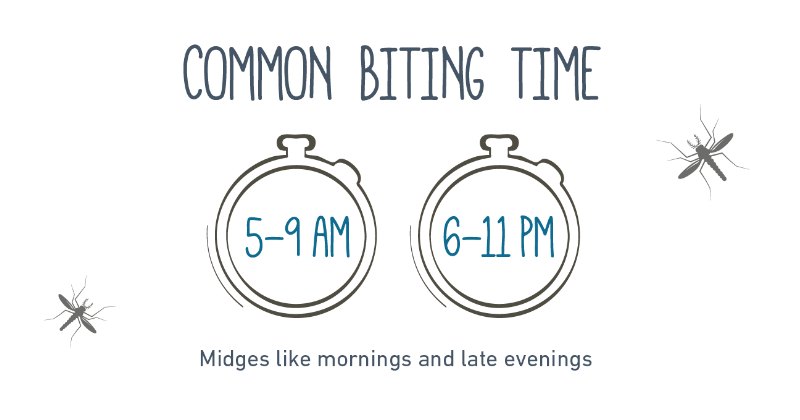 COMMON BITING TIME
5-9 AM
6-11 PM
Midges like mornings and late evenings